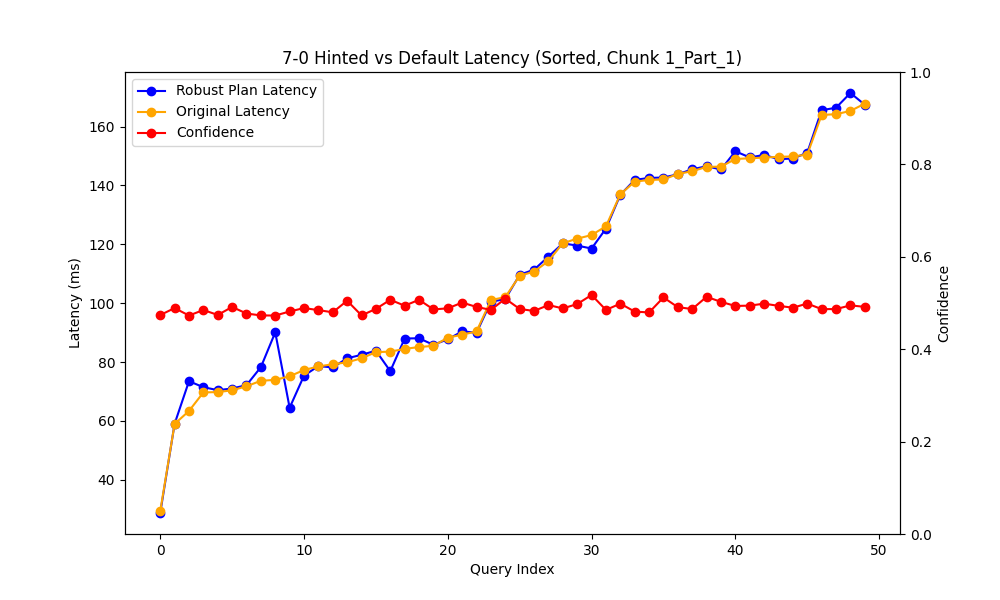 7-0 Hinted vs Default Latency (Sorted, Chunk 1_Part_1)
Robust Plan Latency
Original Latency
Confidence
Latency (ms)
160
140
120
100
80
60
40
1.0
0.8
0.6
0.4
0.2
0.0
Confidence
0 10 20 30 40 50
Query Index